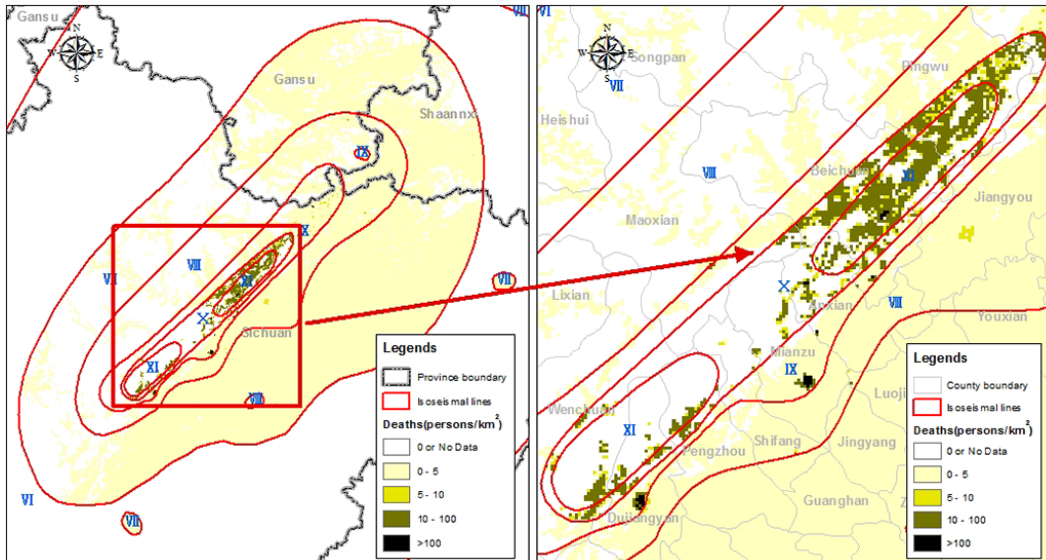 Gansu
VII
N
W E
S
Gansu
Shaannxi
IX
X
VI
VIII
XI
VII
X
Sichuan
XI
VIII
VI
VII
Legends
Province boundary
Isoseismal lines
Deaths(persons/km²)
0 or No Data
0 - 5
5 - 10
10 - 100
>100
VI
N
W E
S
Songpan
Pingwu
VII
Heishui
VIII
Beichuan
XI
Jiangyou
Maoxian
X
Lixian
Anxian
VIII
Youxian
Mianzu
IX
Luoji
Wenchuan
XI
Shifang
Jingyang
Pengzhou
Guanghan
Dujiangyan
Legends
County boundary
Isoseismal lines
Deaths(persons/km²)
0 or No Data
0 - 5
5 - 10
10 - 100
>100